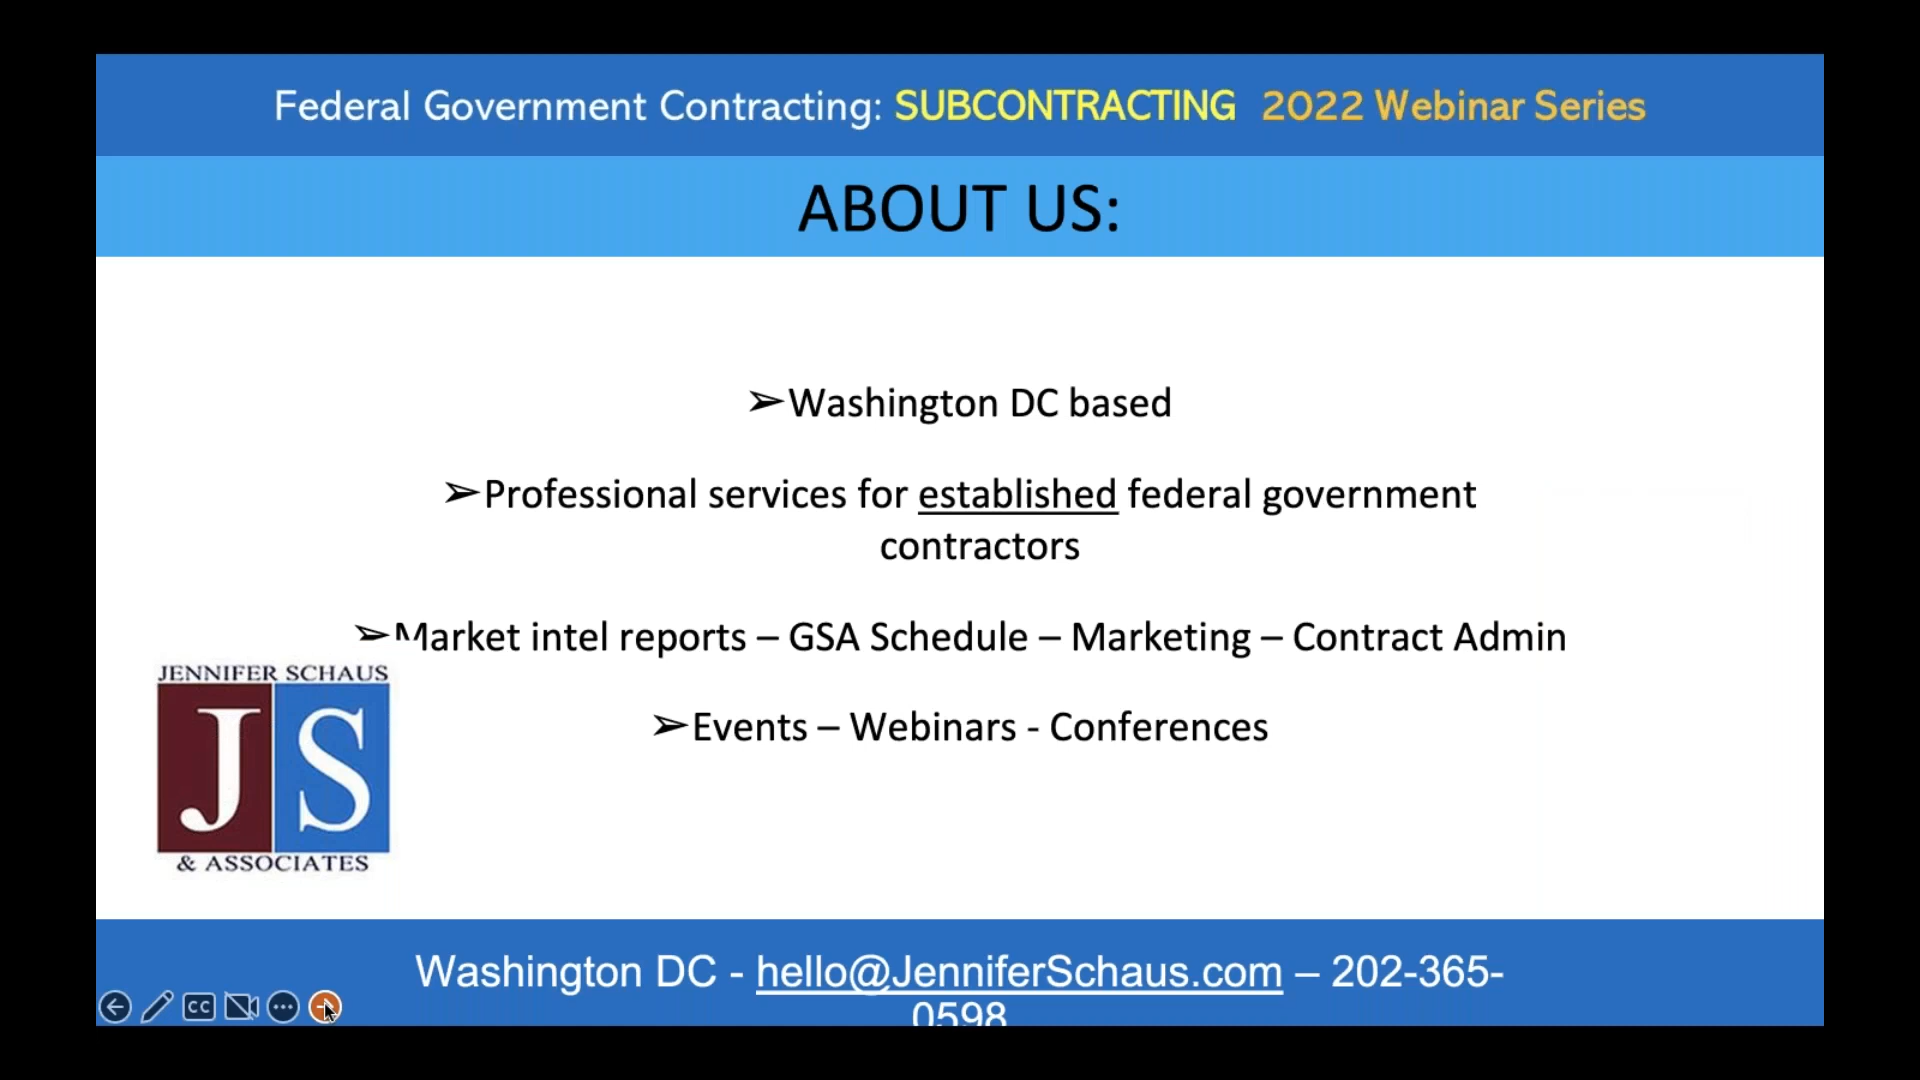 Federal Government Contracting: SUBCONTRACTING 2022 Webinar Series
ABOUT US:
➢Washington DC based
➢Professional services for established federal government
contractors
➢Market intel reports – GSA Schedule – Marketing – Contract Admin
➢Events – Webinars - Conferences
JENNIFER SCHAUS
JS
& ASSOCIATES
Washington DC - hello@JenniferSchaus.com – 202-365-
0598
CC